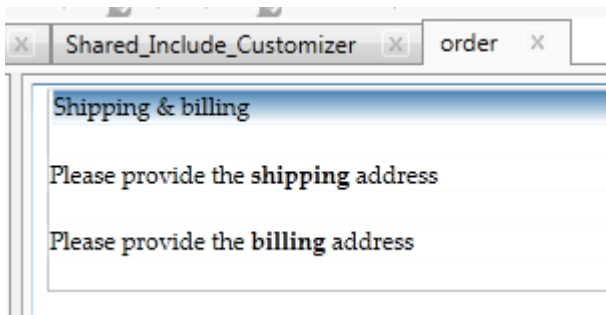 Shared_Include_Customizer order
Shipping & billing
Please provide the shipping address
Please provide the billing address